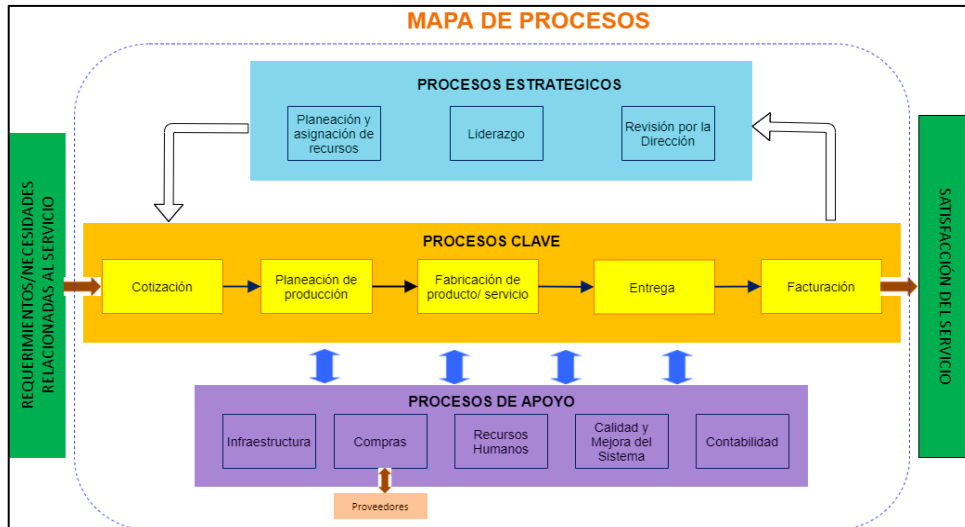 MAPA DE PROCESOS
PROCESOS ESTRATEGICOS
Planeación y
asignación de
recursos
Liderazgo
Revisión por la
Dirección
REQUERIMIENTOS/NECESIDADES
RELACIONADAS AL SERVICIO
PROCESOS CLAVE
Cotización
Planeación de
producción
Fabricación de
producto/ servicio
Entrega
Facturación
SATISFACCIÓN DEL SERVICIO
PROCESOS DE APOYO
Infraestructura
Compras
Recursos
Humanos
Calidad y
Mejora del
Sistema
Contabilidad
Proveedores